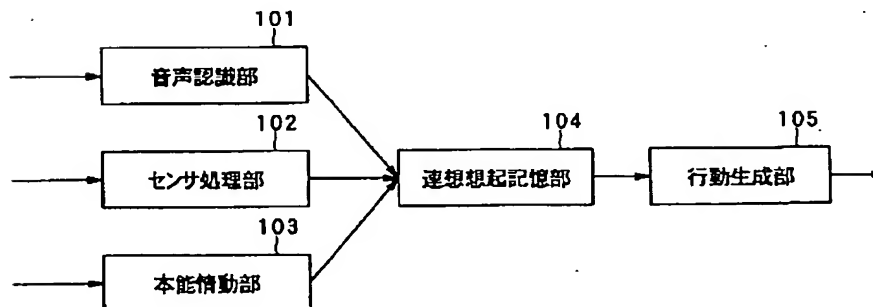 101
音声認識部
102
センサ処理部
103
本能情動部
104
連想想起記憶部
105
行動生成部